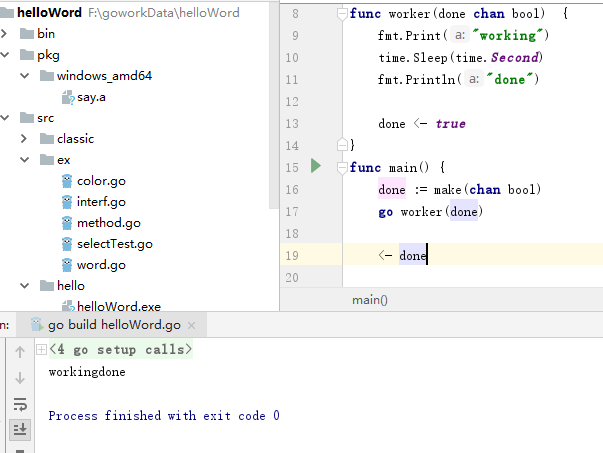 helloWord F:\goworkData\helloWord
bin
pkg
windows_amd64
say.a
src
classic
ex
color.go
interf.go
method.go
selectTest.go
word.go
hello
helloWord.exe
8 func worker(done chan bool) {
9 fmt.Print( a: "working")
10 time.Sleep(time.Second)
11 fmt.Println( a: "done")
12
13 done <- true
14 }
15 func main() {
16 done := make(chan bool)
17 go worker(done)
18
19 <- done
20
main()
n: go build helloWord.go
<4 go setup calls>
workingdone
Process finished with exit code 0